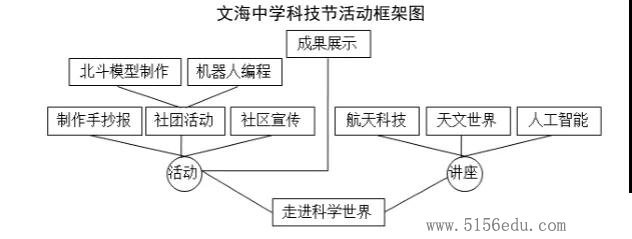 文海中学科技节活动框架图
成果展示
北斗模型制作 机器人编程
制作手抄报 社团活动 社区宣传 航天科技 天文世界 人工智能
活动 讲座
走进科学世界
www.5156edu.com